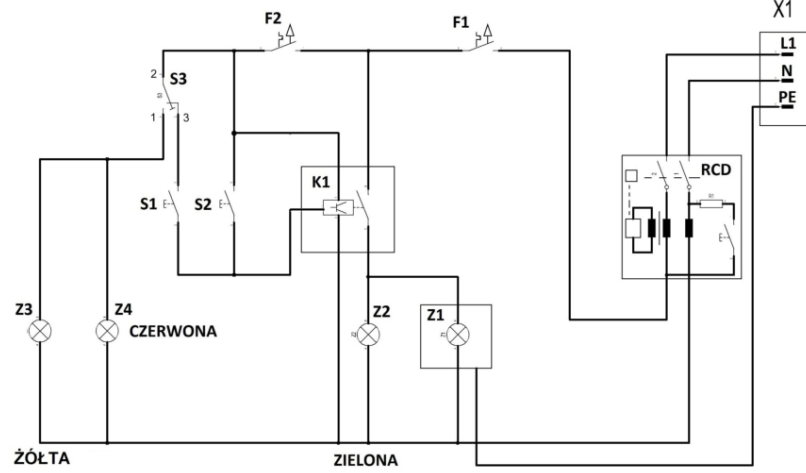 X1
F2
F1
L1
N
PE
2
S3
1
3
RCD
K1
S1
S2
Z3
Z4
CZERWONA
Z2
Z1
ŻÓŁTA
ZIELONA